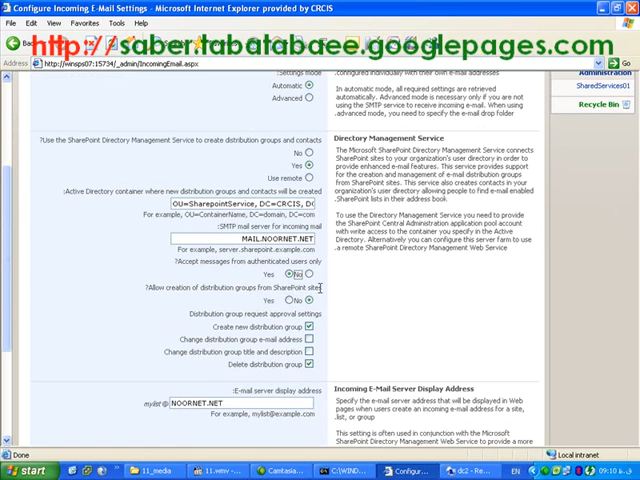 Configure Incoming E-Mail Settings - Microsoft Internet Explorer provided by CRCIS
File Edit View Favorites Tools Help
http://saber.tabatabaee.googlepages.com
Back
Address http://winsps07:15734/_admin/IncomingEmail.aspx Go
:Settings mode
Automatic
Advanced
.configured individually with their own e-mail addresses
In automatic mode, all required settings are retrieved
automatically. Advanced mode is necessary only if you are not
using the SMTP service to receive incoming e-mail. When using
.advanced mode, you need to specify the e-mail drop folder
Administration
SharedServices01
Recycle Bin
?Use the SharePoint Directory Management Service to create distribution groups and contacts
No
Yes
Use remote
:Active Directory container where new distribution groups and contacts will be created
OU=SharepointService, DC=CRCIS, DC
For example, OU=ContainerName, DC=domain, DC=com
:SMTP mail server for incoming mail
MAIL.NOORNET.NET
For example, server.sharepoint.example.com
?Accept messages from authenticated users only
Yes No
?Allow creation of distribution groups from SharePoint sites
Yes No
Distribution group request approval settings
Create new distribution group
Change distribution group e-mail address
Change distribution group title and description
Delete distribution group
Directory Management Service
The Microsoft SharePoint Directory Management Service connects
SharePoint sites to your organization's user directory in order to
provide enhanced e-mail features. This service provides support
for the creation and management of e-mail distribution groups
from SharePoint sites. This service also creates contacts in your
organization's user directory allowing people to find e-mail enabled
.SharePoint lists in their address book
To use the Directory Management Service you need to provide
the SharePoint Central Administration application pool account
with write access to the container you specify in the Active
Directory. Alternatively you can configure this server farm to use
.a remote SharePoint Directory Management Web Service
:E-mail server display address
mylist@ NOORNET.NET
For example, mylist@example.com
Incoming E-Mail Server Display Address
Specify the e-mail server address that will be displayed in Web
pages when users create an incoming e-mail address for a site,
.list, or group
This setting is often used in conjunction with the Microsoft
SharePoint Directory Management Web Service to provide a more
Done Local intranet
start 11_media 11.wmv - ... Camtasia... C:\WIND... Configur... dc2 - Re... EN 09:10 ق.ظ